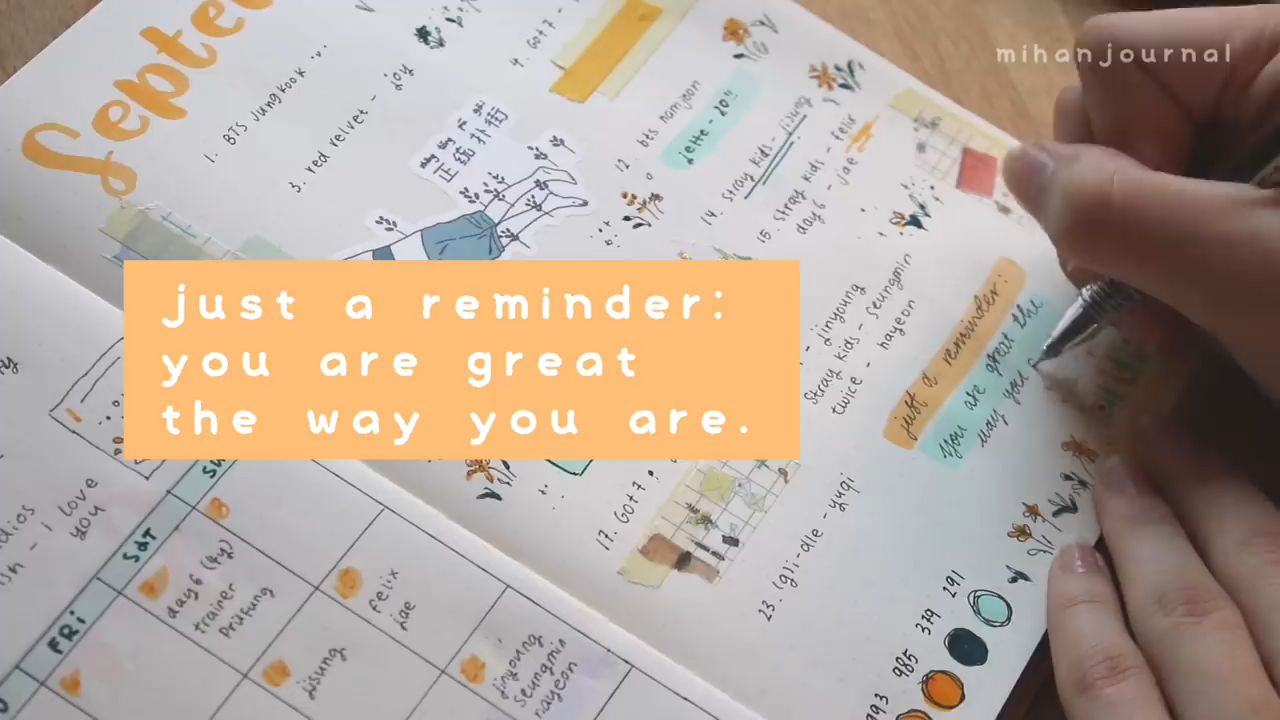 mihanjournal
Septe
1. BTS Jungkook
3. red velvet - joy
4. Got7 -
正统扑街
12. bts namjoon
jette - 20
14. stray kids - jisung
15. stray kids - felix
day6 - jae
- jinyoung
stray kids - seungmin
twice - nayeon
just a reminder:
you are great the
way you
just a reminder:
you are great
the way you are.
17. GOT7,
23. (g)i-dle - yuqi
i love
you
SAT
FRI
day6 (4y)
trainer
Prüfung
felix
jae
jisung
jinyoung
seungmin
nayeon
993 985 379 291